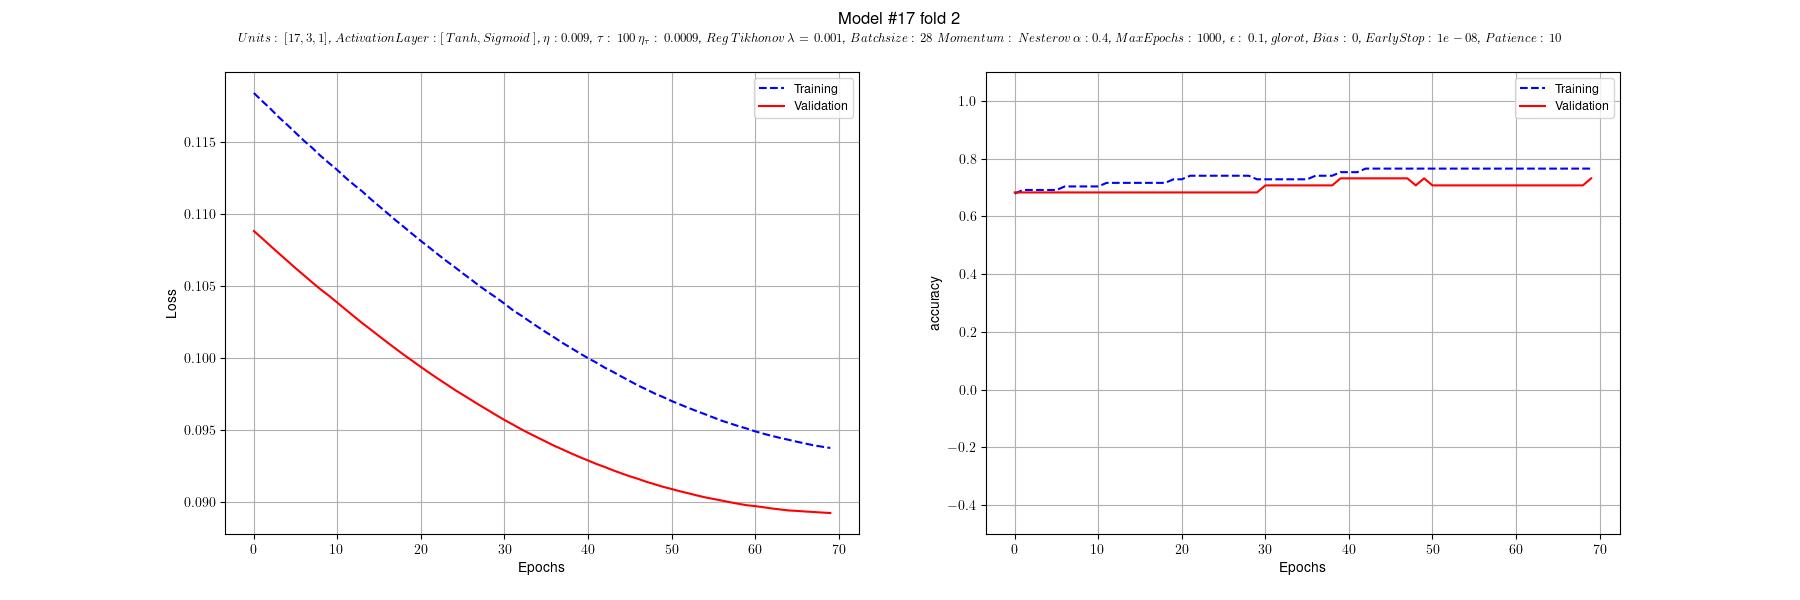 Model #17 fold 2
Units : [17, 3, 1], ActivationLayer : [Tanh, Sigmoid ], η : 0.009, τ : 100 η_τ : 0.0009, Reg Tikhonov λ = 0.001, Batchsize : 28 Momentum : Nesterov α : 0.4, MaxEpochs : 1000, ϵ : 0.1, glorot, Bias : 0, EarlyStop : 1e − 08, Patience : 10
Training
Validation
0.115
0.110
0.105
0.100
0.095
0.090
Loss
0 10 20 30 40 50 60 70
Epochs
Training
Validation
1.0
0.8
0.6
0.4
0.2
0.0
−0.2
−0.4
accuracy
0 10 20 30 40 50 60 70
Epochs